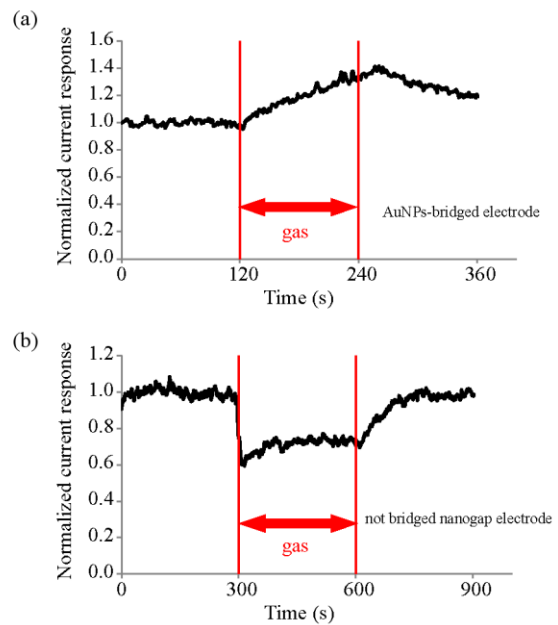 (a)
Normalized current response
1.6
1.4
1.2
1.0
0.8
0.6
0.4
0.2
0.0
AuNPs-bridged electrode
gas
0
120
240
360
Time (s)
(b)
Normalized current response
1.2
1.0
0.8
0.6
0.4
0.2
0.0
not bridged nanogap electrode
gas
0
300
600
900
Time (s)